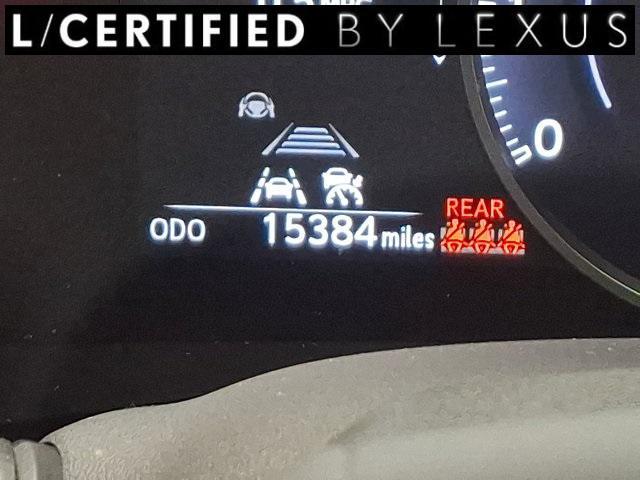 L/CERTIFIED BY LEXUS
0
REAR
ODO 15384 miles